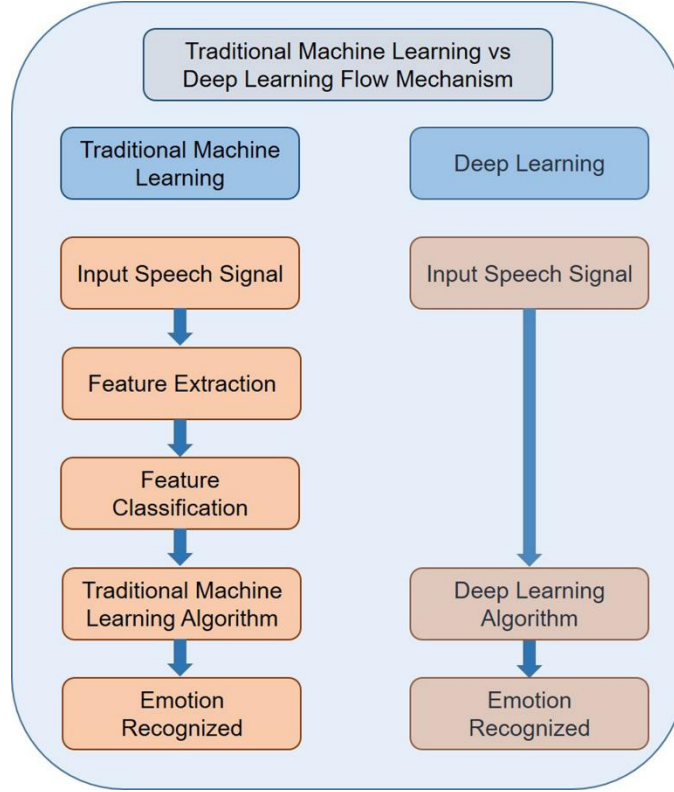 Traditional Machine Learning vs
Deep Learning Flow Mechanism
Traditional Machine
Learning
Input Speech Signal
Feature Extraction
Feature
Classification
Traditional Machine
Learning Algorithm
Emotion
Recognized
Deep Learning
Input Speech Signal
Deep Learning
Algorithm
Emotion
Recognized